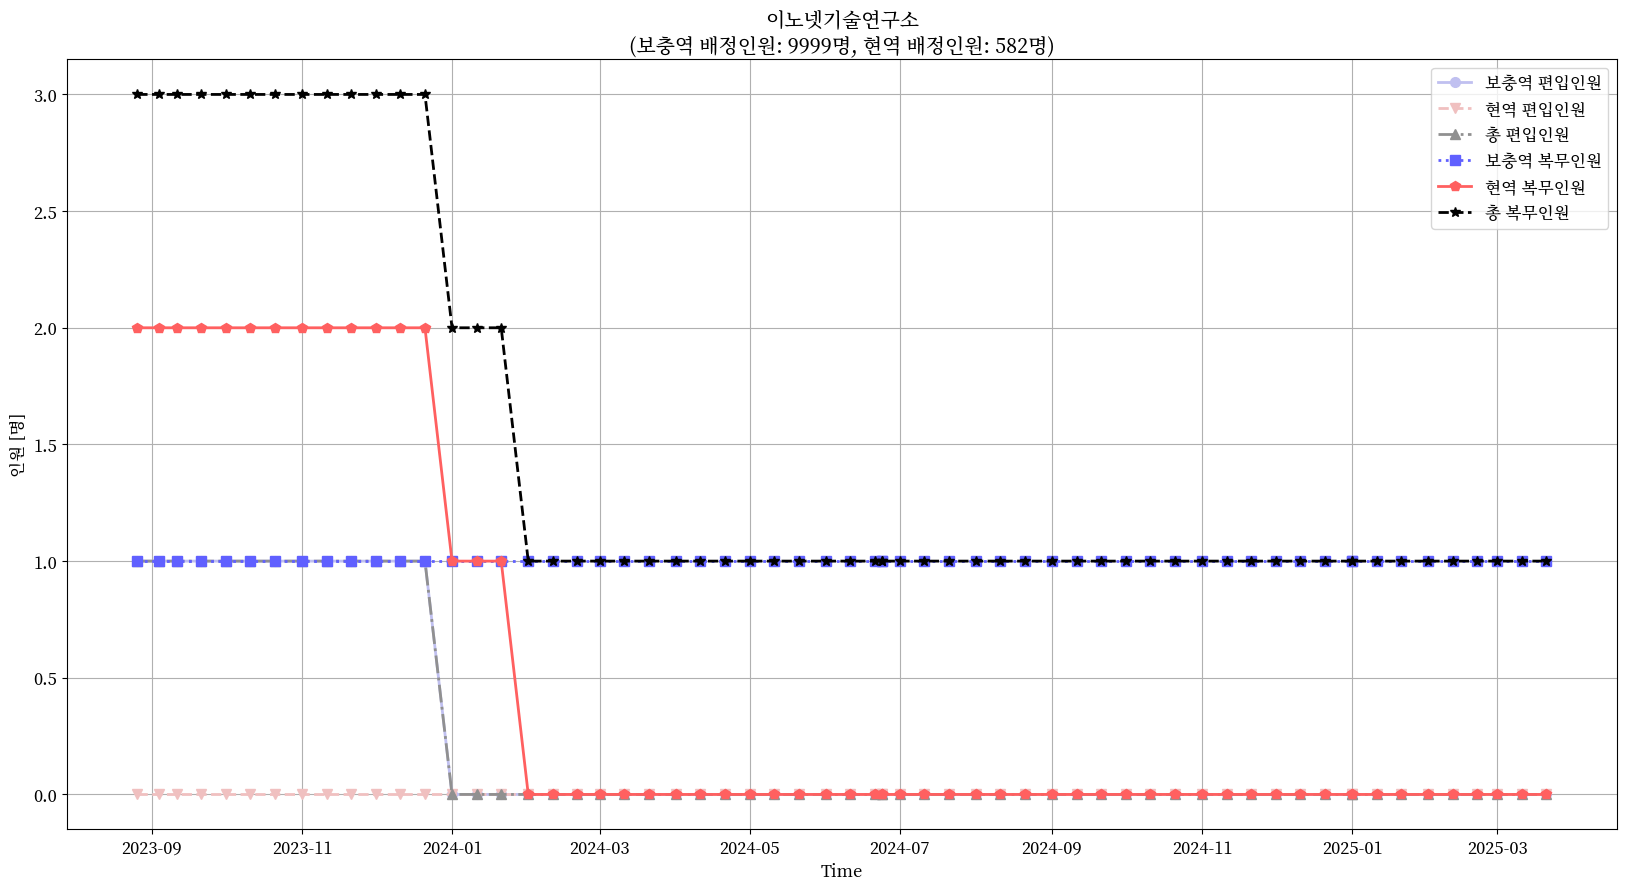 이노넷기술연구소
(보충역 배정인원: 9999명, 현역 배정인원: 582명)
보충역 편입인원
현역 편입인원
총 편입인원
보충역 복무인원
현역 복무인원
총 복무인원
3.0
2.5
2.0
1.5
1.0
0.5
0.0
인원 [명]
2023-09
2023-11
2024-01
2024-03
2024-05
2024-07
2024-09
2024-11
2025-01
2025-03
Time